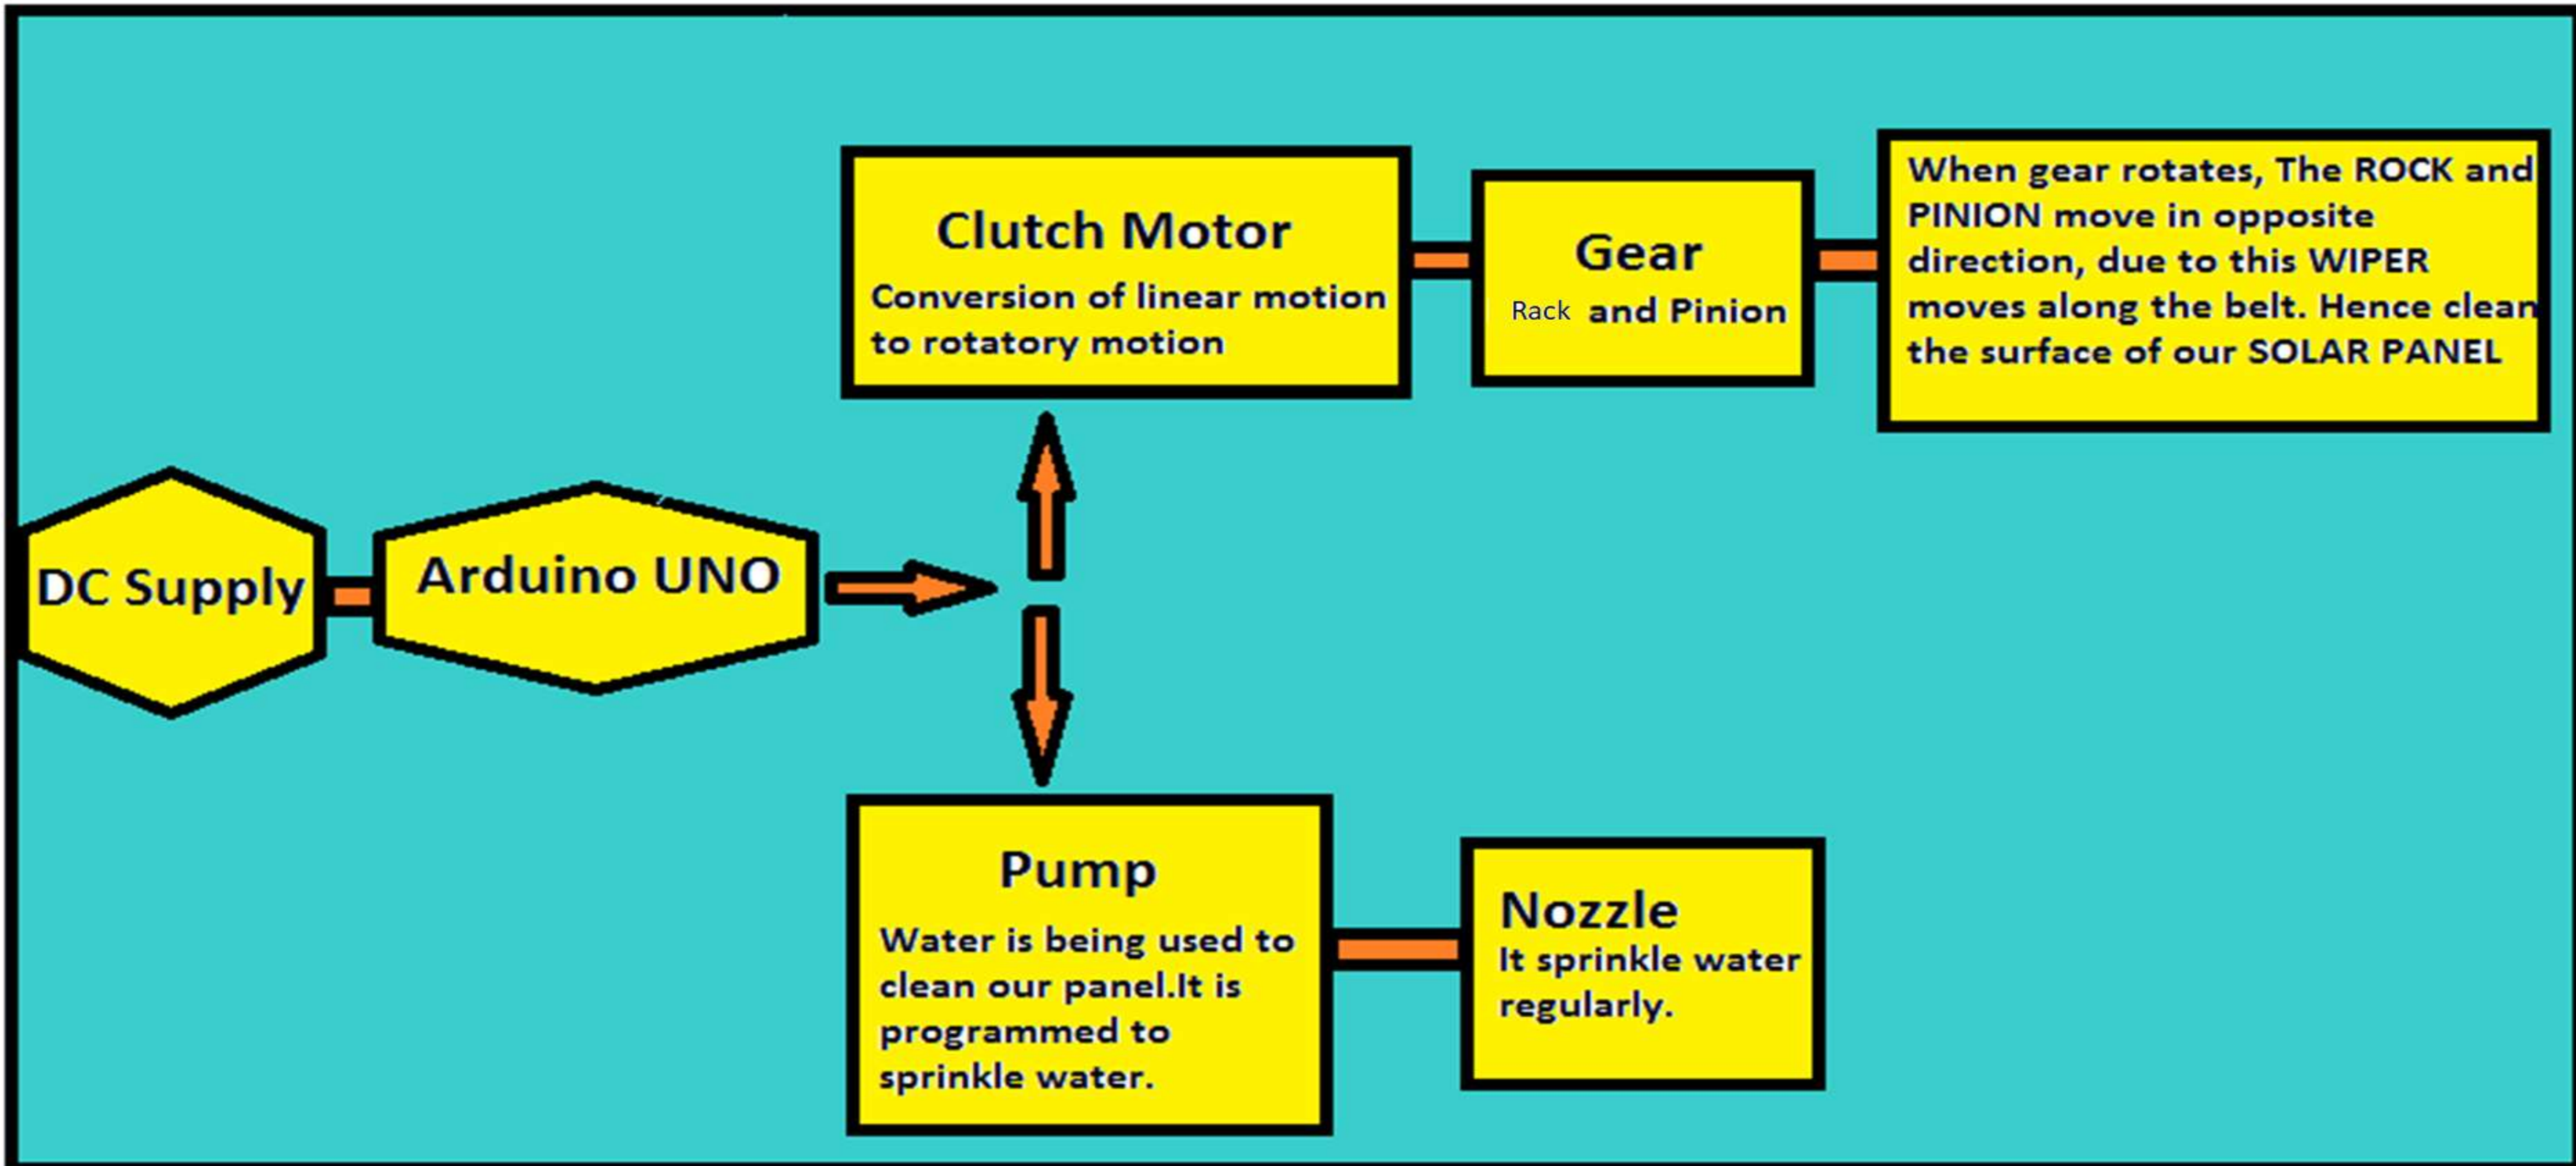 DC Supply
Arduino UNO
Clutch Motor
Conversion of linear motion
to rotatory motion
Gear
Rack and Pinion
When gear rotates, The ROCK and
PINION move in opposite
direction, due to this WIPER
moves along the belt. Hence clean
the surface of our SOLAR PANEL
Pump
Water is being used to
clean our panel.It is
programmed to
sprinkle water.
Nozzle
It sprinkle water
regularly.